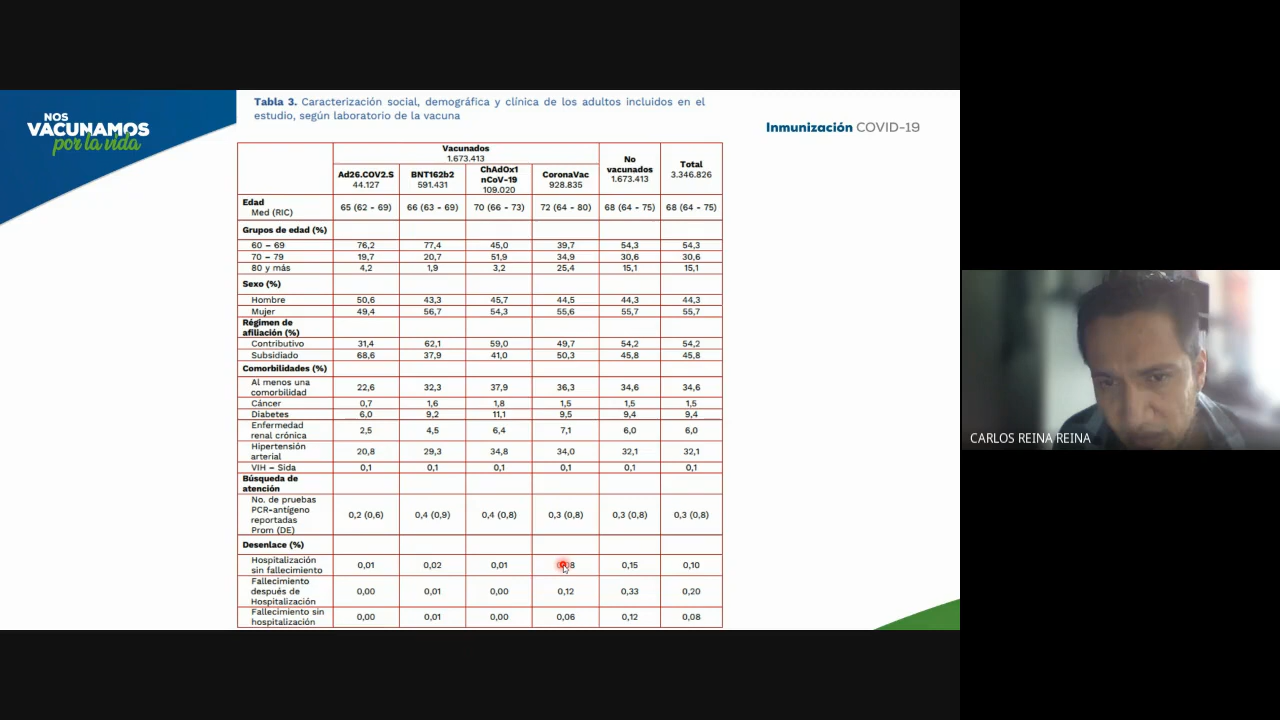 NOS
VACUNAMOS
por la vida
Inmunización COVID-19
Tabla 3. Caracterización social, demográfica y clínica de los adultos incluidos en el
estudio, según laboratorio de la vacuna
Vacunados
1.673.413
No vacunados 1.673.413
Total 3.346.826
Ad26.COV2.S 44.127
BNT162b2 591.431
ChAdOx1 nCoV-19 109.020
CoronaVac 928.835
Edad
Med (RIC) 65 (62 - 69) 66 (63 - 69) 70 (66 - 73) 72 (64 - 80) 68 (64 - 75) 68 (64 - 75)
Grupos de edad (%)
60 – 69 76,2 77,4 45,0 39,7 54,3 54,3
70 - 79 19,7 20,7 51,9 34,9 30,6 30,6
80 y más 4,2 1,9 3,2 25,4 15,1 15,1
Sexo (%)
Hombre 50,6 43,3 45,7 44,5 44,3 44,3
Mujer 49,4 56,7 54,3 55,6 55,7 55,7
Régimen de
afiliación (%)
Contributivo 31,4 62,1 59,0 49,7 54,2 54,2
Subsidiado 68,6 37,9 41,0 50,3 45,8 45,8
Comorbilidades (%)
Al menos una
comorbilidad 22,6 32,3 37,9 36,3 34,6 34,6
Cáncer 0,7 1,6 1,8 1,5 1,5 1,5
Diabetes 6,0 9,2 11,1 9,5 9,4 9,4
Enfermedad
renal crónica 2,5 4,5 6,4 7,1 6,0 6,0
Hipertensión
arterial 20,8 29,3 34,8 34,0 32,1 32,1
VIH – Sida 0,1 0,1 0,1 0,1 0,1 0,1
Búsqueda de
atención
No. de pruebas
PCR-antígeno
reportadas
Prom (DE) 0,2 (0,6) 0,4 (0,9) 0,4 (0,8) 0,3 (0,8) 0,3 (0,8) 0,3 (0,8)
Desenlace (%)
Hospitalización
sin fallecimiento 0,01 0,02 0,01 0,15 0,10
Fallecimiento
después de
Hospitalización 0,00 0,01 0,00 0,12 0,33 0,20
Fallecimiento sin
hospitalización 0,00 0,01 0,00 0,06 0,12 0,08
CARLOS REINA REINA